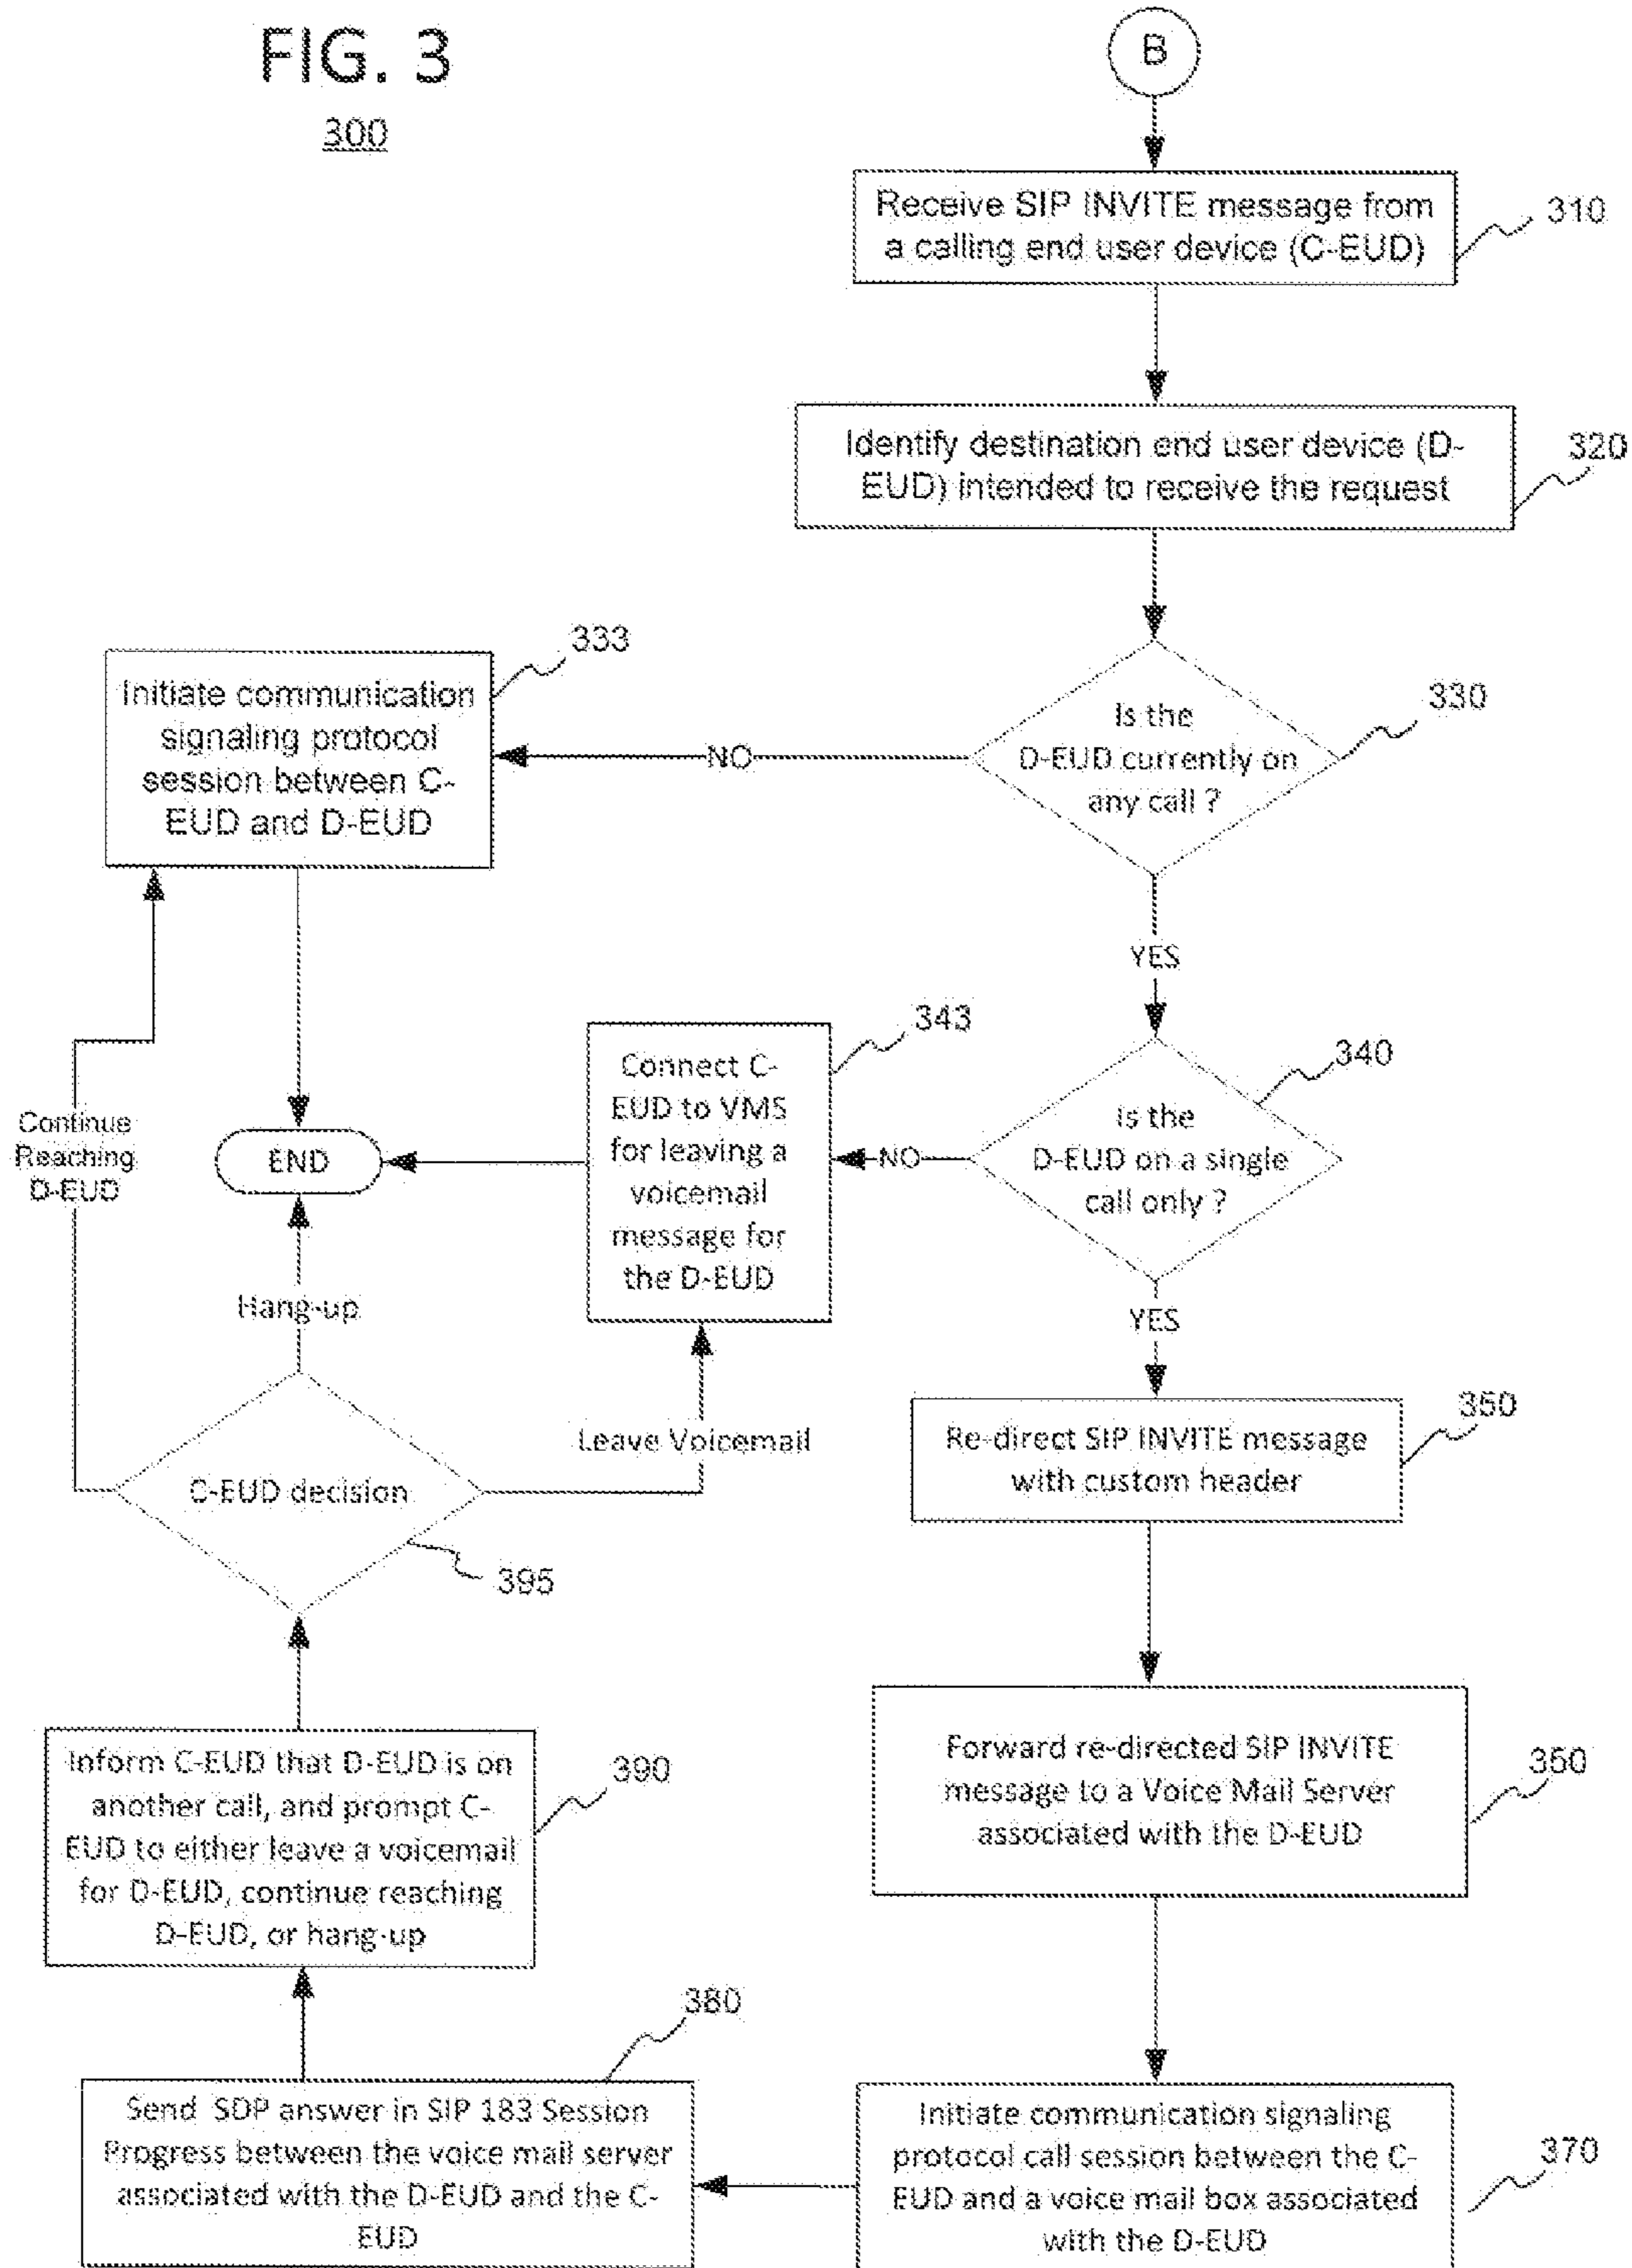 FIG. 3
300
B
Receive SIP INVITE message from
a calling end user device (C-EUD)
310
Identify destination end user device (D-
EUD) intended to receive the request
320
333
Initiate communication
signaling protocol
session between C-
EUD and D-EUD
NO
Is the
D-EUD currently on
any call ?
330
YES
343
Connect C-
EUD to VMS
for leaving a
voicemail
message for
the D-EUD
340
Is the
D-EUD on a single
call only ?
NO
Continue
Reaching
D-EUD
END
Hang-up
YES
Leave Voicemail
C-EUD decision
395
Re-direct SIP INVITE message
with custom header
350
Forward re-directed SIP INVITE
message to a Voice Mail Server
associated with the D-EUD
350
Inform C-EUD that D-EUD is on
another call, and prompt C-
EUD to either leave a voicemail
for D-EUD, continue reaching
D-EUD, or hang-up
390
380
Send SDP answer in SIP 183 Session
Progress between the voice mail server
associated with the D-EUD and the C-
EUD
Initiate communication signaling
protocol call session between the C-
EUD and a voice mail box associated
with the D-EUD
370